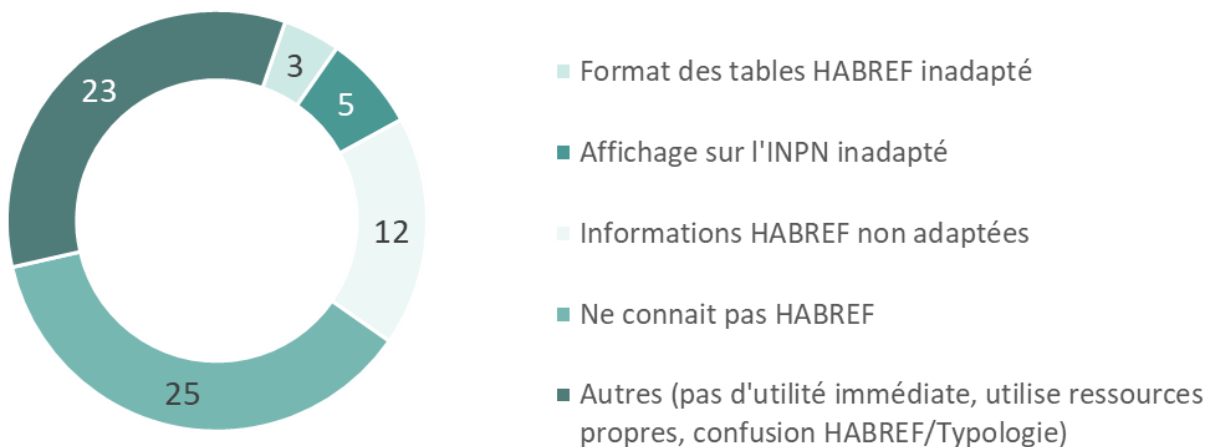 3
5
12
25
23
Format des tables HABREF inadapté
Affichage sur l'INPN inadapté
Informations HABREF non adaptées
Ne connait pas HABREF
Autres (pas d'utilité immédiate, utilise ressources
propres, confusion HABREF/Typologie)